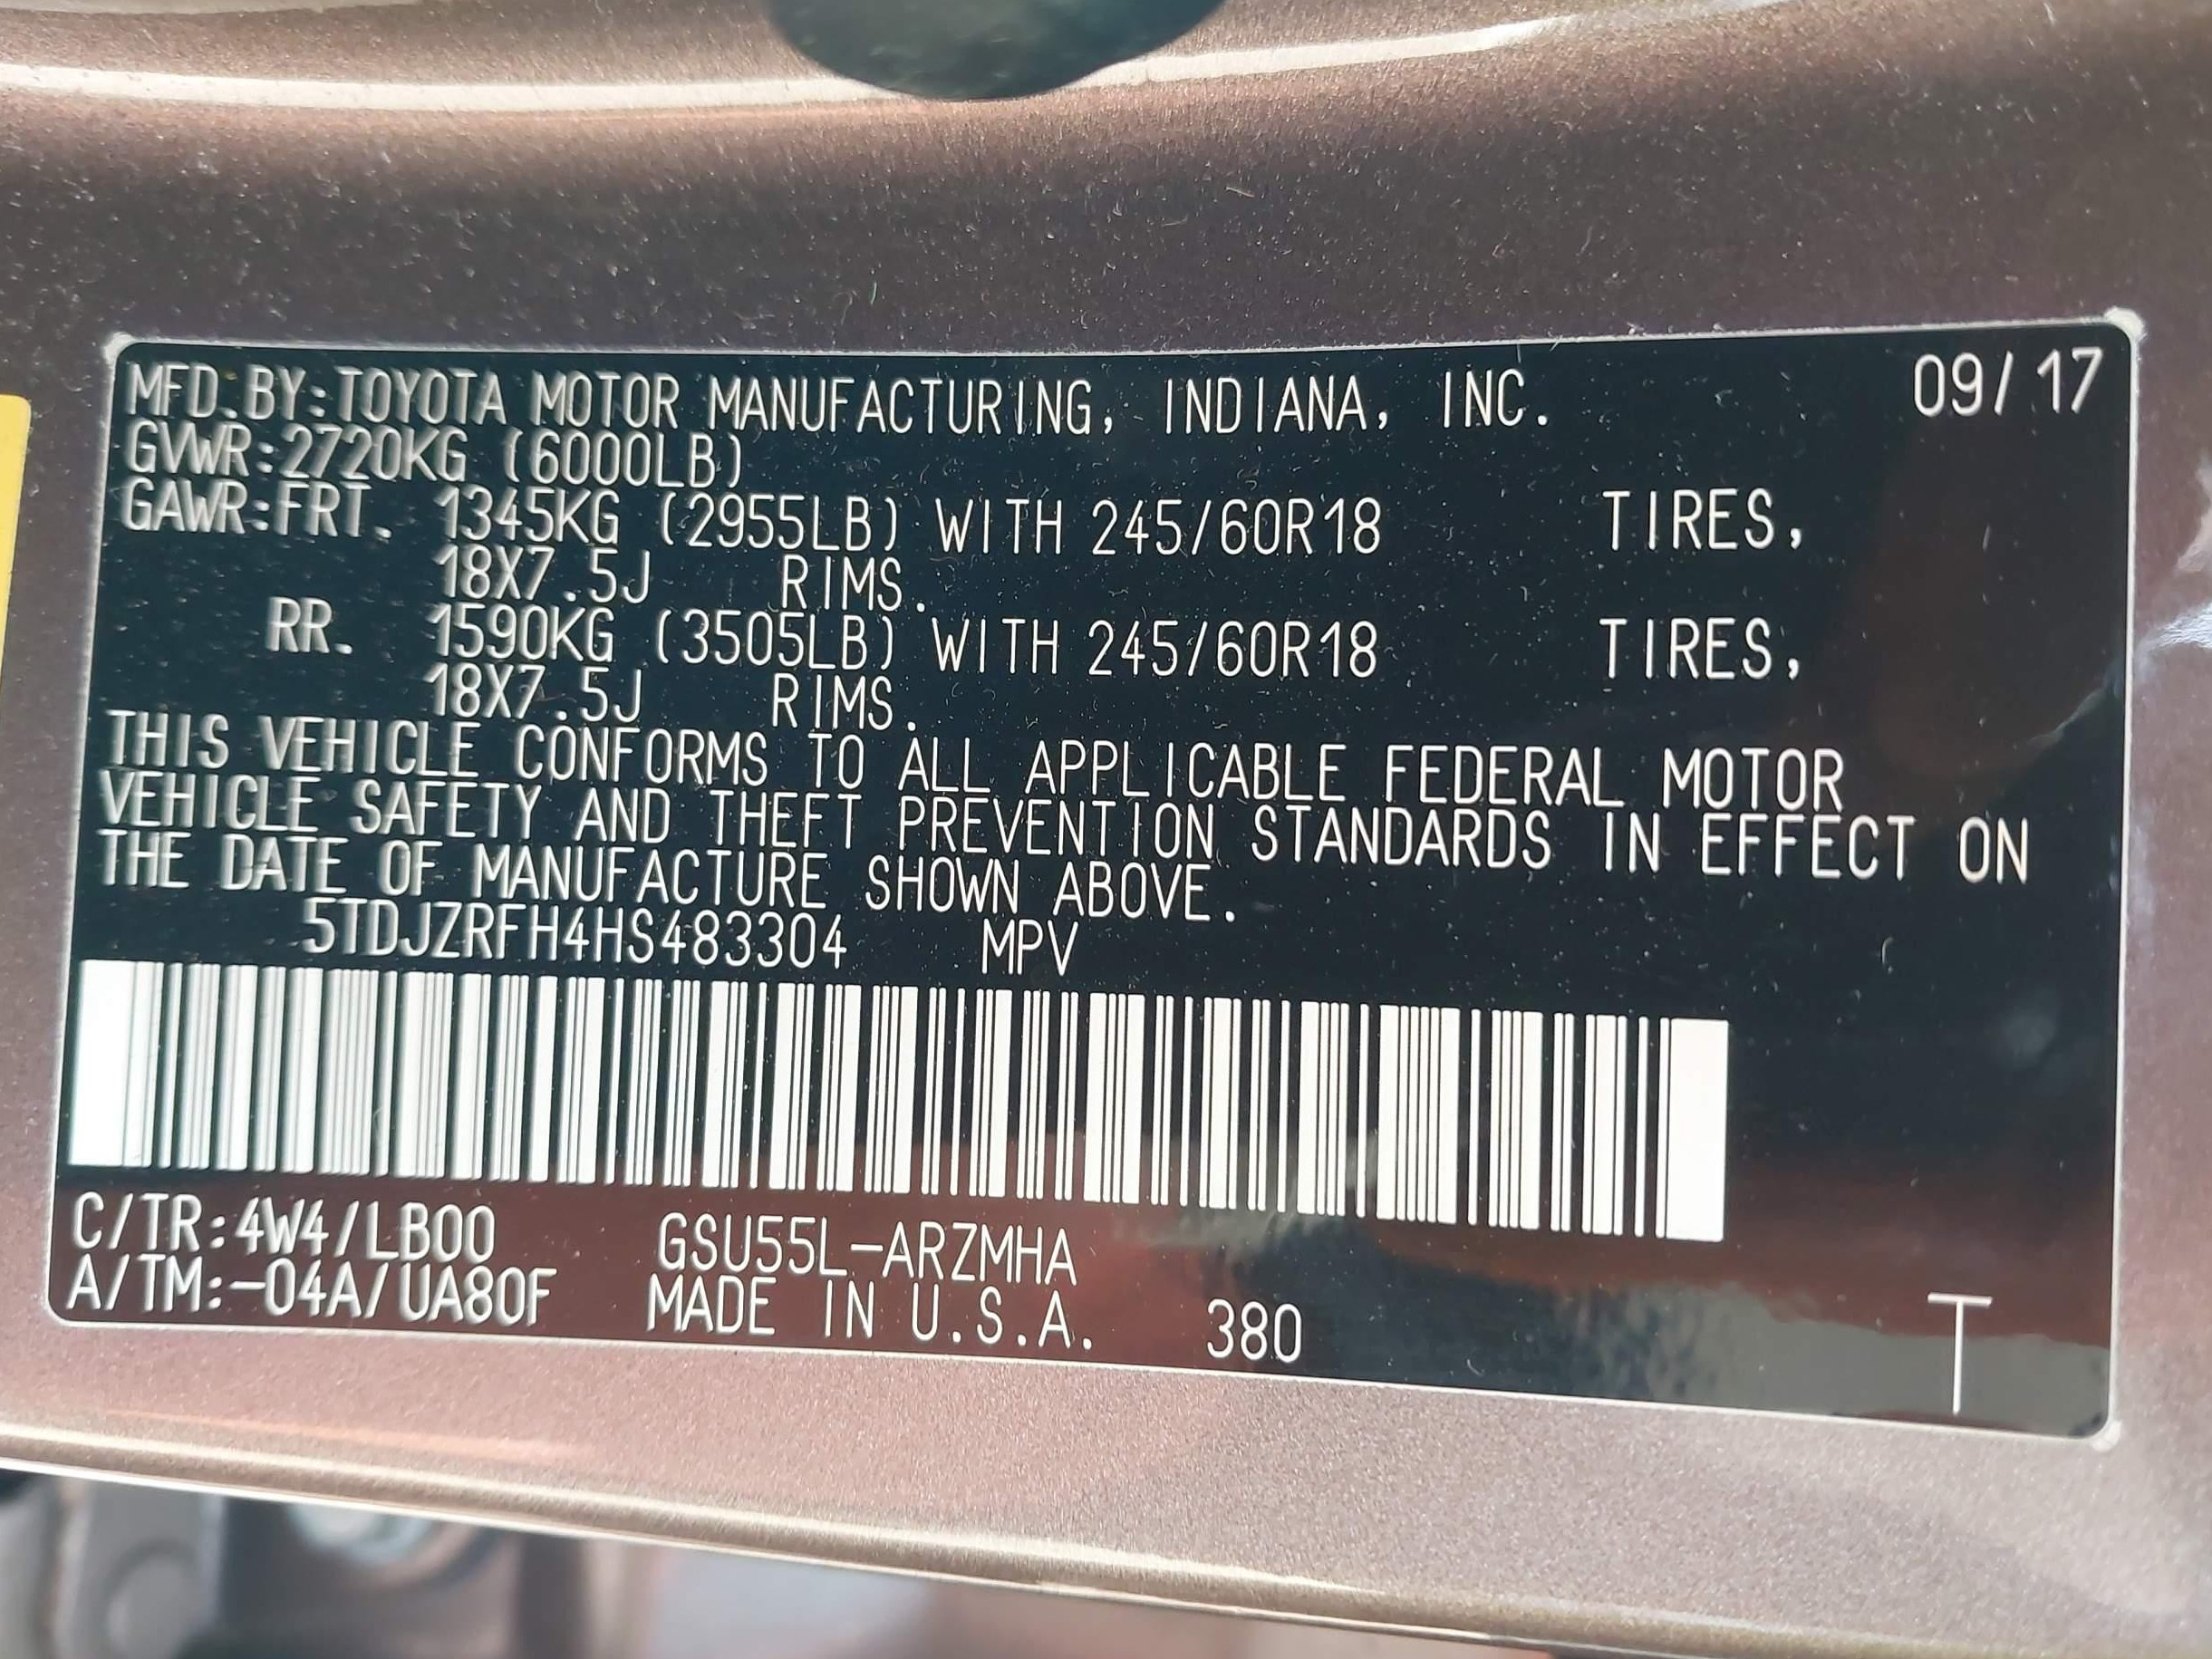 MFD.BY:TOYOTA MOTOR MANUFACTURING, INDIANA, INC. 09/17
GVWR:2720KG (6000LB)
GAWR:FRT. 1345KG (2955LB) WITH 245/60R18 TIRES,
18X7.5J RIMS.
RR. 1590KG (3505LB) WITH 245/60R18 TIRES,
18X7.5J RIMS.
THIS VEHICLE CONFORMS TO ALL APPLICABLE FEDERAL MOTOR
VEHICLE SAFETY AND THEFT PREVENTION STANDARDS IN EFFECT ON
THE DATE OF MANUFACTURE SHOWN ABOVE.
5TDJZRFH4HS483304 MPV
C/TR:4W4/LB00 GSU55L-ARZMHA
A/TM:-04A/UA80F MADE IN U.S.A. 380 T